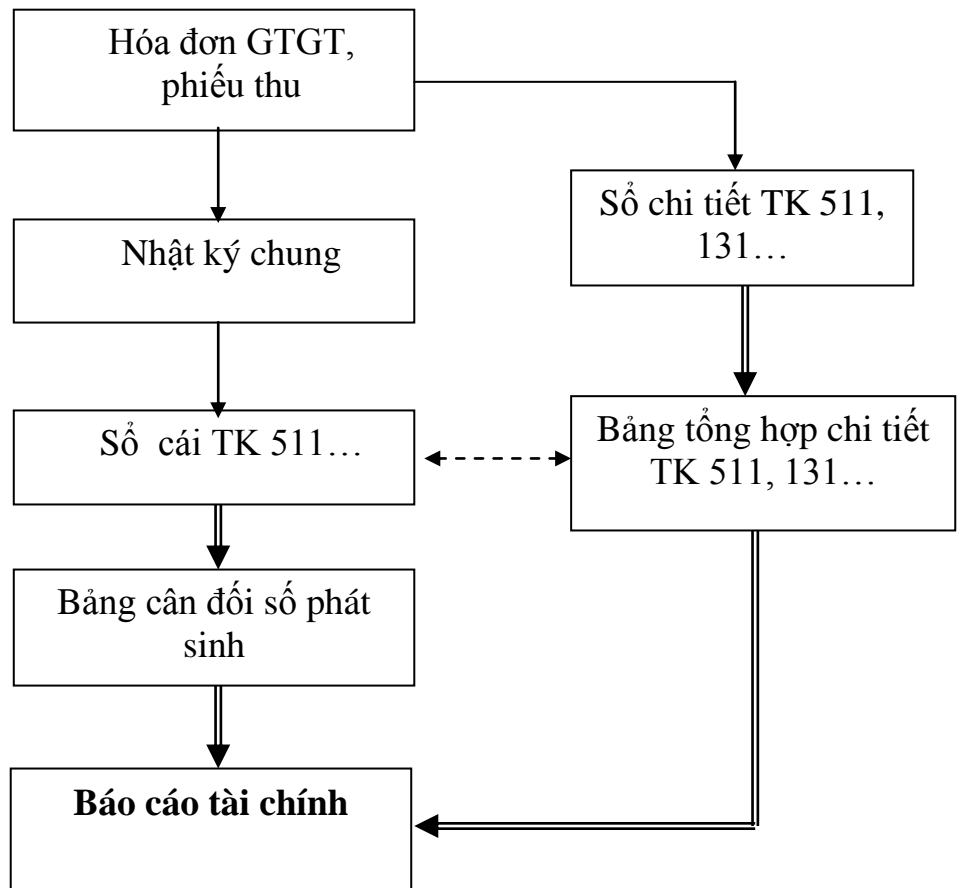 Hóa đơn GTGT,
phiếu thu
Sổ chi tiết TK 511,
131…
Nhật ký chung
Sổ cái TK 511…
Bảng tổng hợp chi tiết
TK 511, 131…
Bảng cân đối số phát
sinh
Báo cáo tài chính